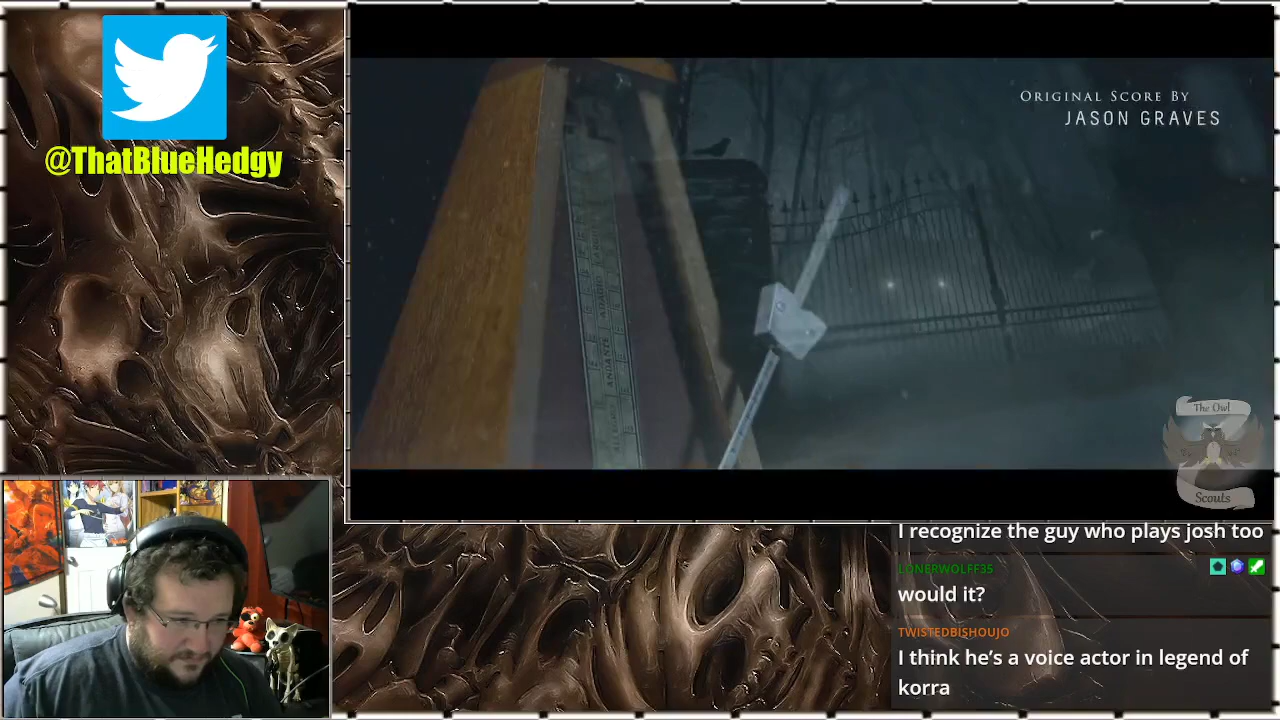 @ThatBlueHedgy
ORIGINAL SCORE BY
JASON GRAVES
ANDANTE
The Owl
Scouts
I recognize the guy who plays josh too
LONERWOLFF35
would it?
TWISTEDBISHOUJO
I think he's a voice actor in legend of
korra